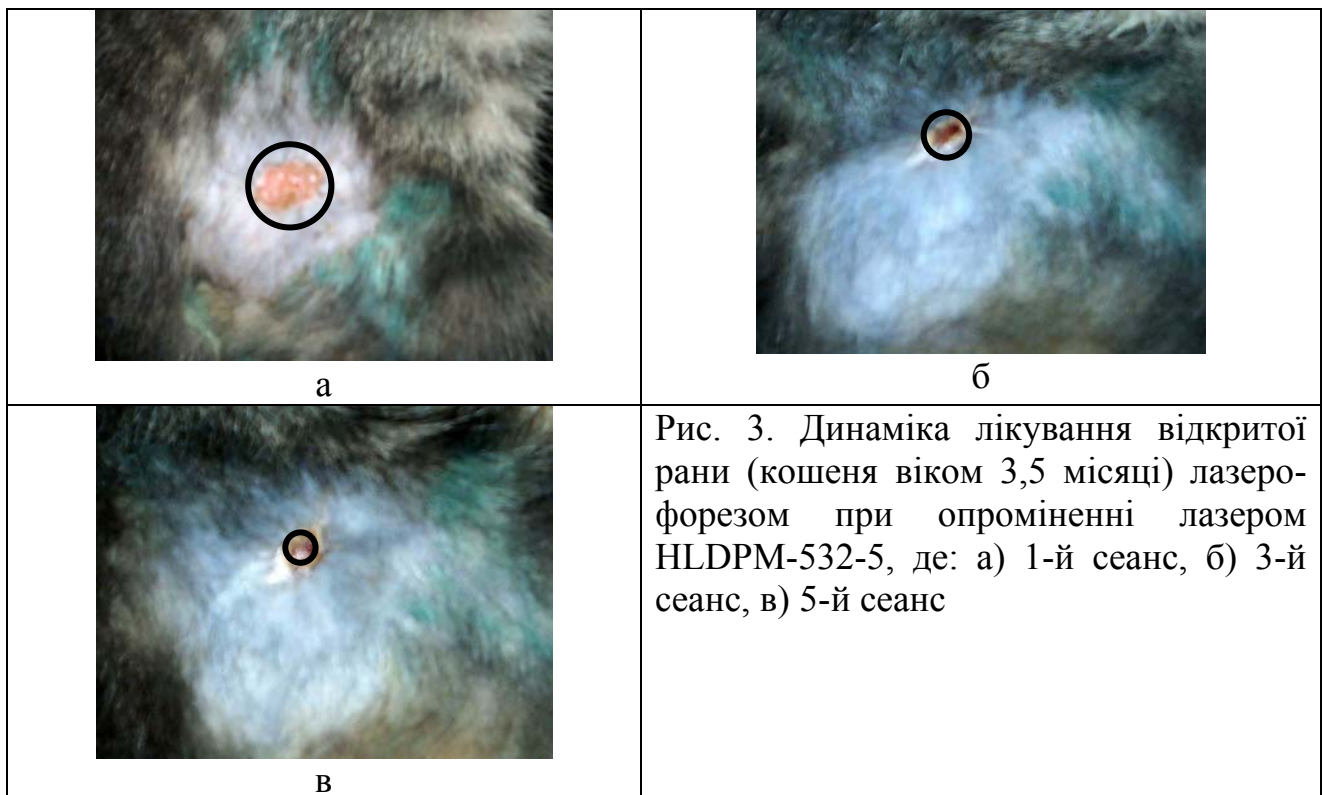 а
б
Рис. 3. Динаміка лікування відкритої
рани (кошеня віком 3,5 місяці) лазеро-
форезом при опроміненні лазером
HLDPM-532-5, де: а) 1-й сеанс, б) 3-й
сеанс, в) 5-й сеанс
в